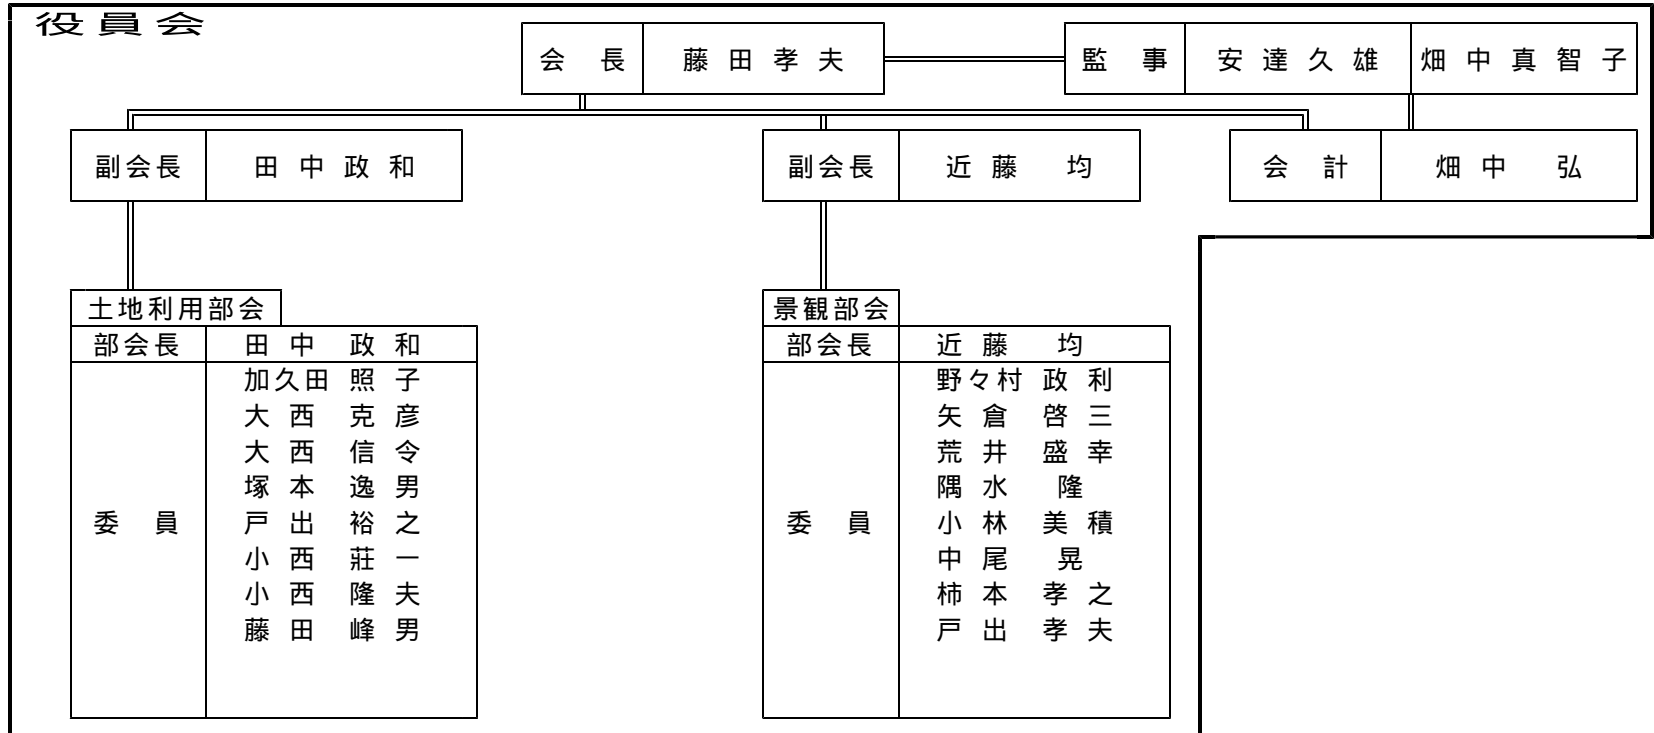 役員会
会 長 藤田孝夫 監 事 安達久雄 畑中真智子
副会長 田中政和 副会長 近藤 均 会 計 畑中 弘
土地利用部会
部会長 田中 政和
委 員
加久田 照子
大西 克彦
大西 信令
塚本 逸男
戸出 裕之
小西 莊一
小西 隆夫
藤田 峰男
景観部会
部会長 近藤 均
委 員
野々村 政利
矢倉 啓三
荒井 盛幸
隅水 隆
小林 美積
中尾 晃
柿本 孝之
戸出 孝夫